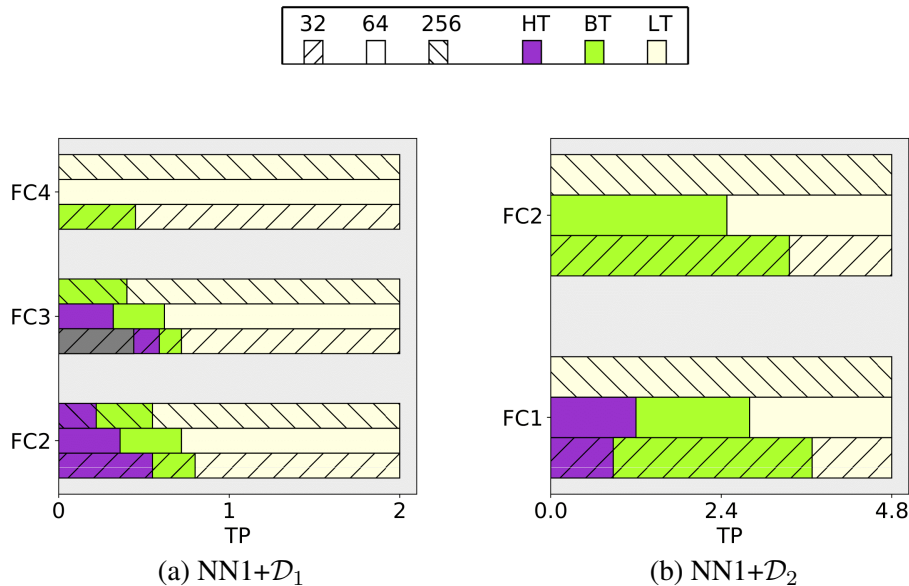 32 64 256 HT BT LT
FC4
FC3
FC2
0 1 2
TP
(a) NN1+𝒟₁
FC2
FC1
0.0 2.4 4.8
TP
(b) NN1+𝒟₂